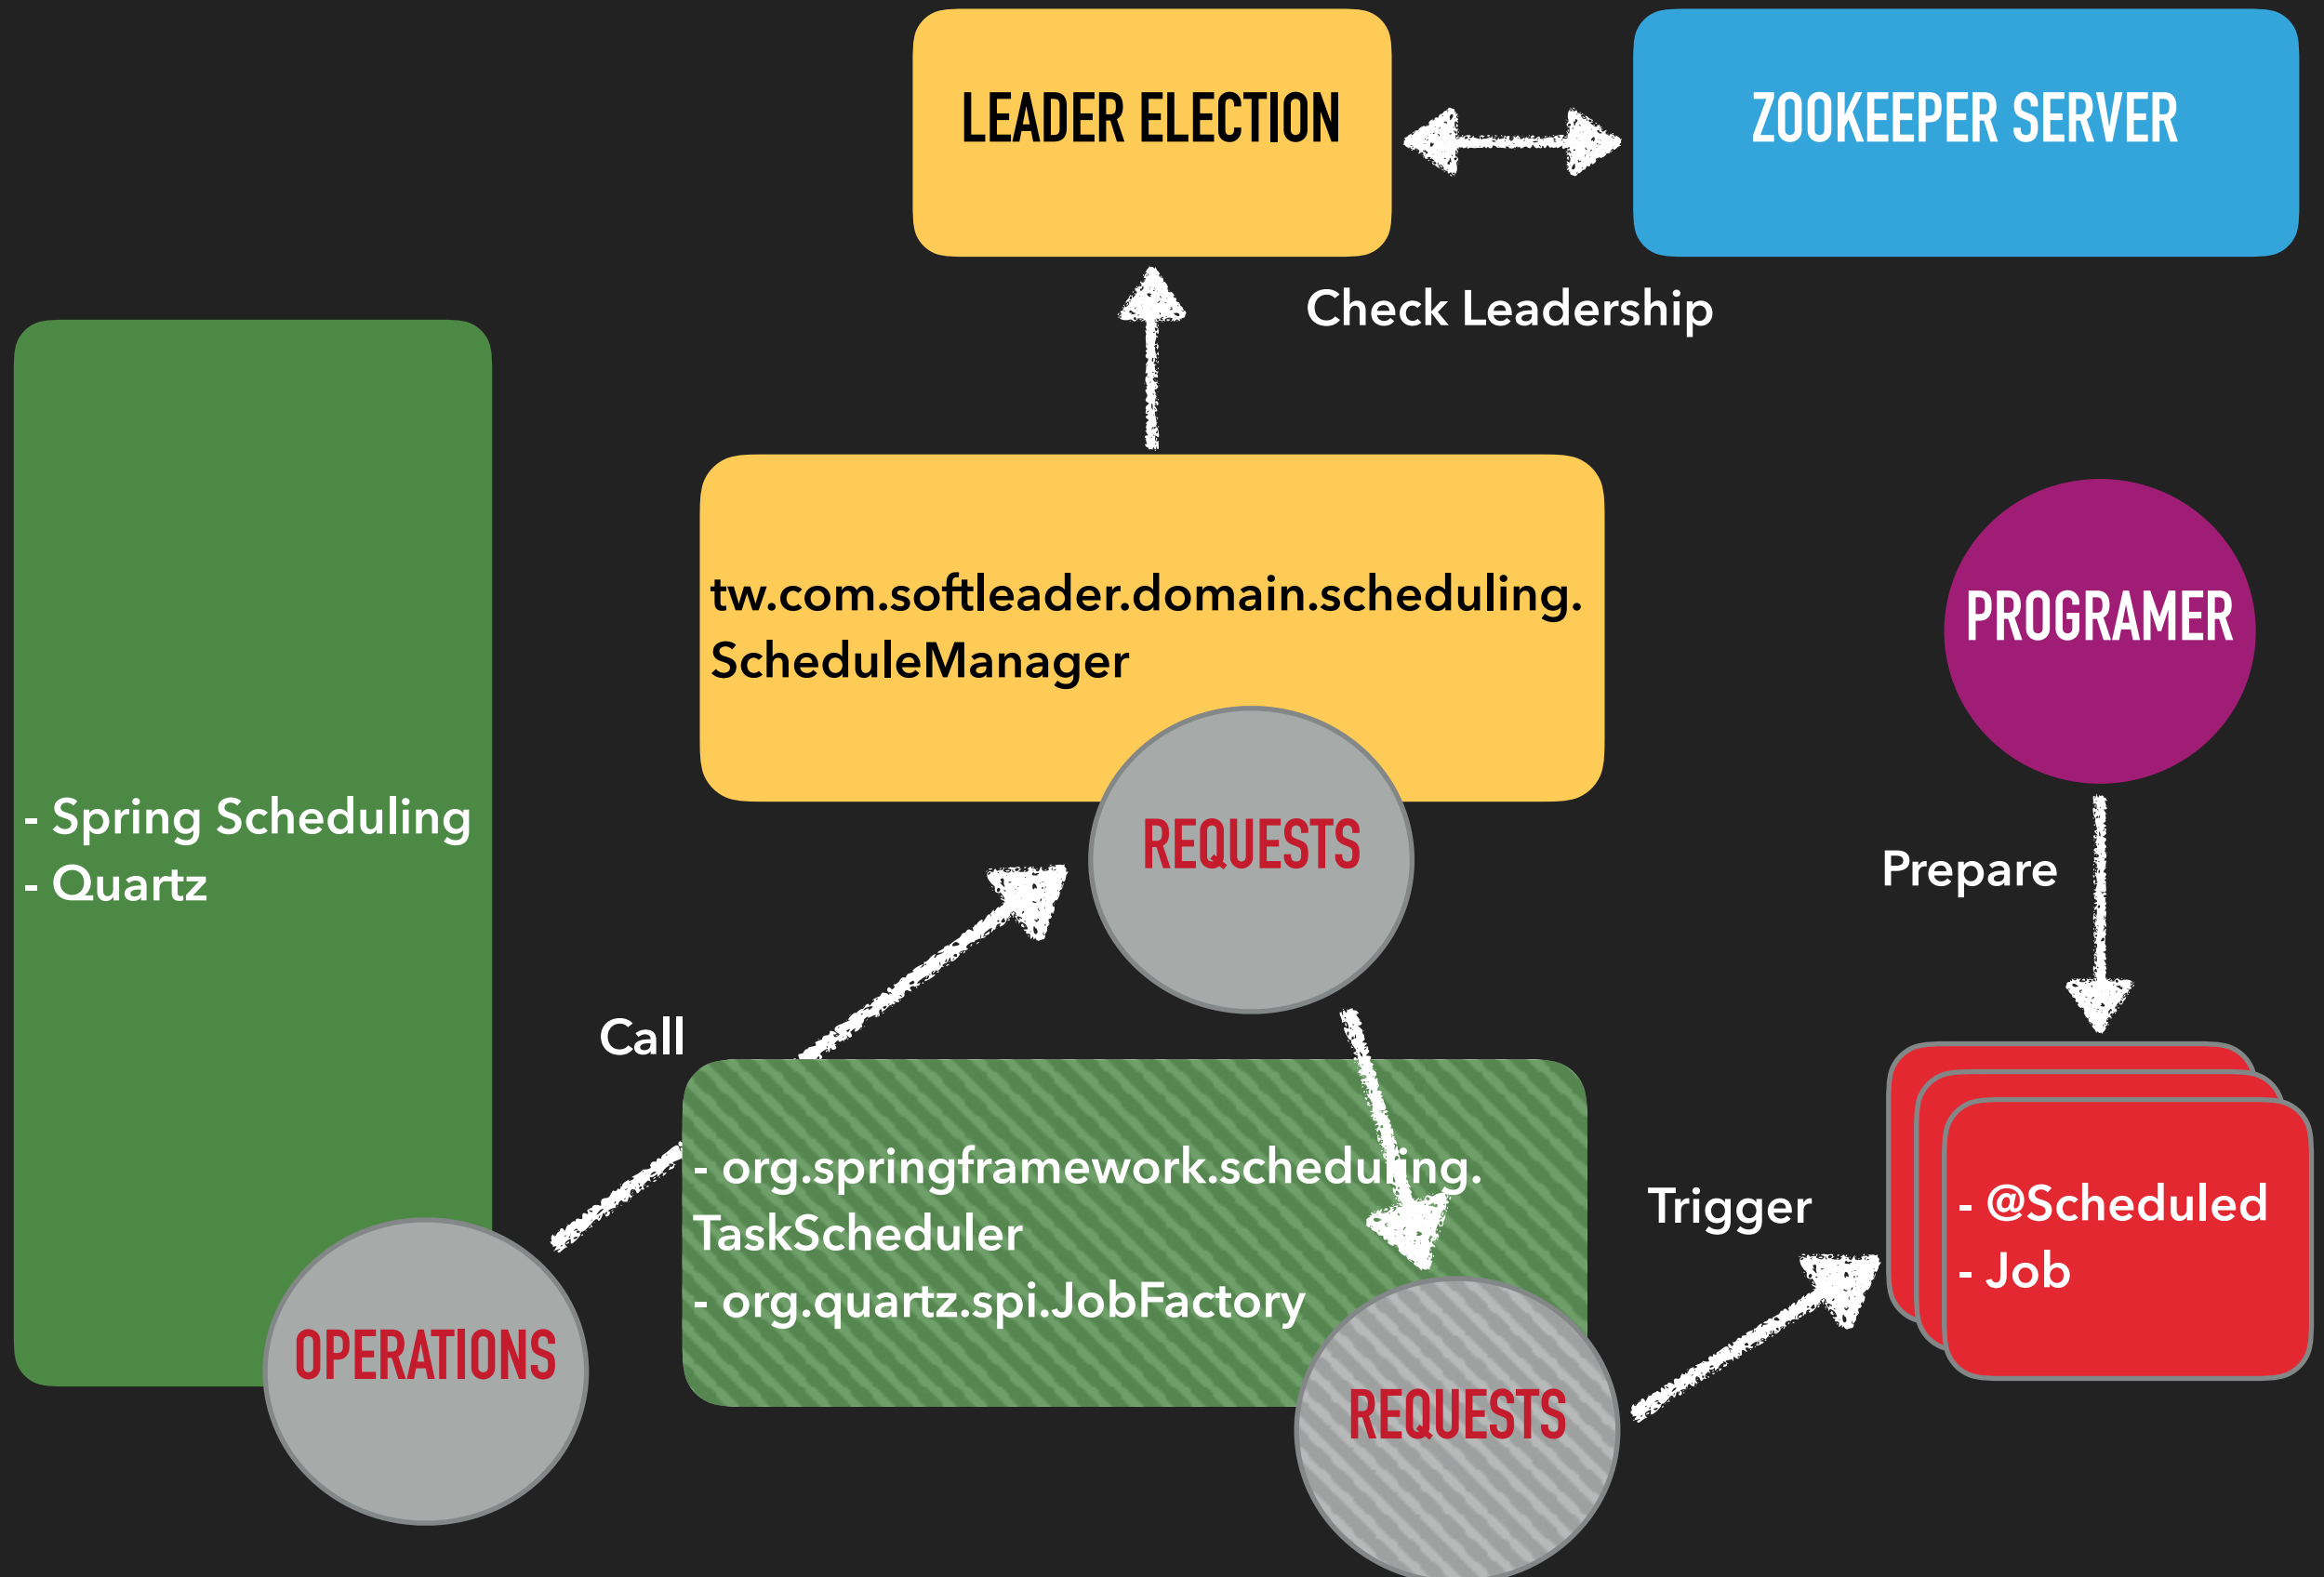 LEADER ELECTION
ZOOKEEPER SERVER
Check Leadership
tw.com.softleader.domain.scheduling.
ScheduleManager
PROGRAMER
- Spring Scheduling
- Quartz
REQUESTS
Prepare
Call
- org.springframework.scheduling.
TaskScheduler
- org.quartz.spi.JobFactory
Trigger
- @Scheduled
- Job
OPERATIONS
REQUESTS